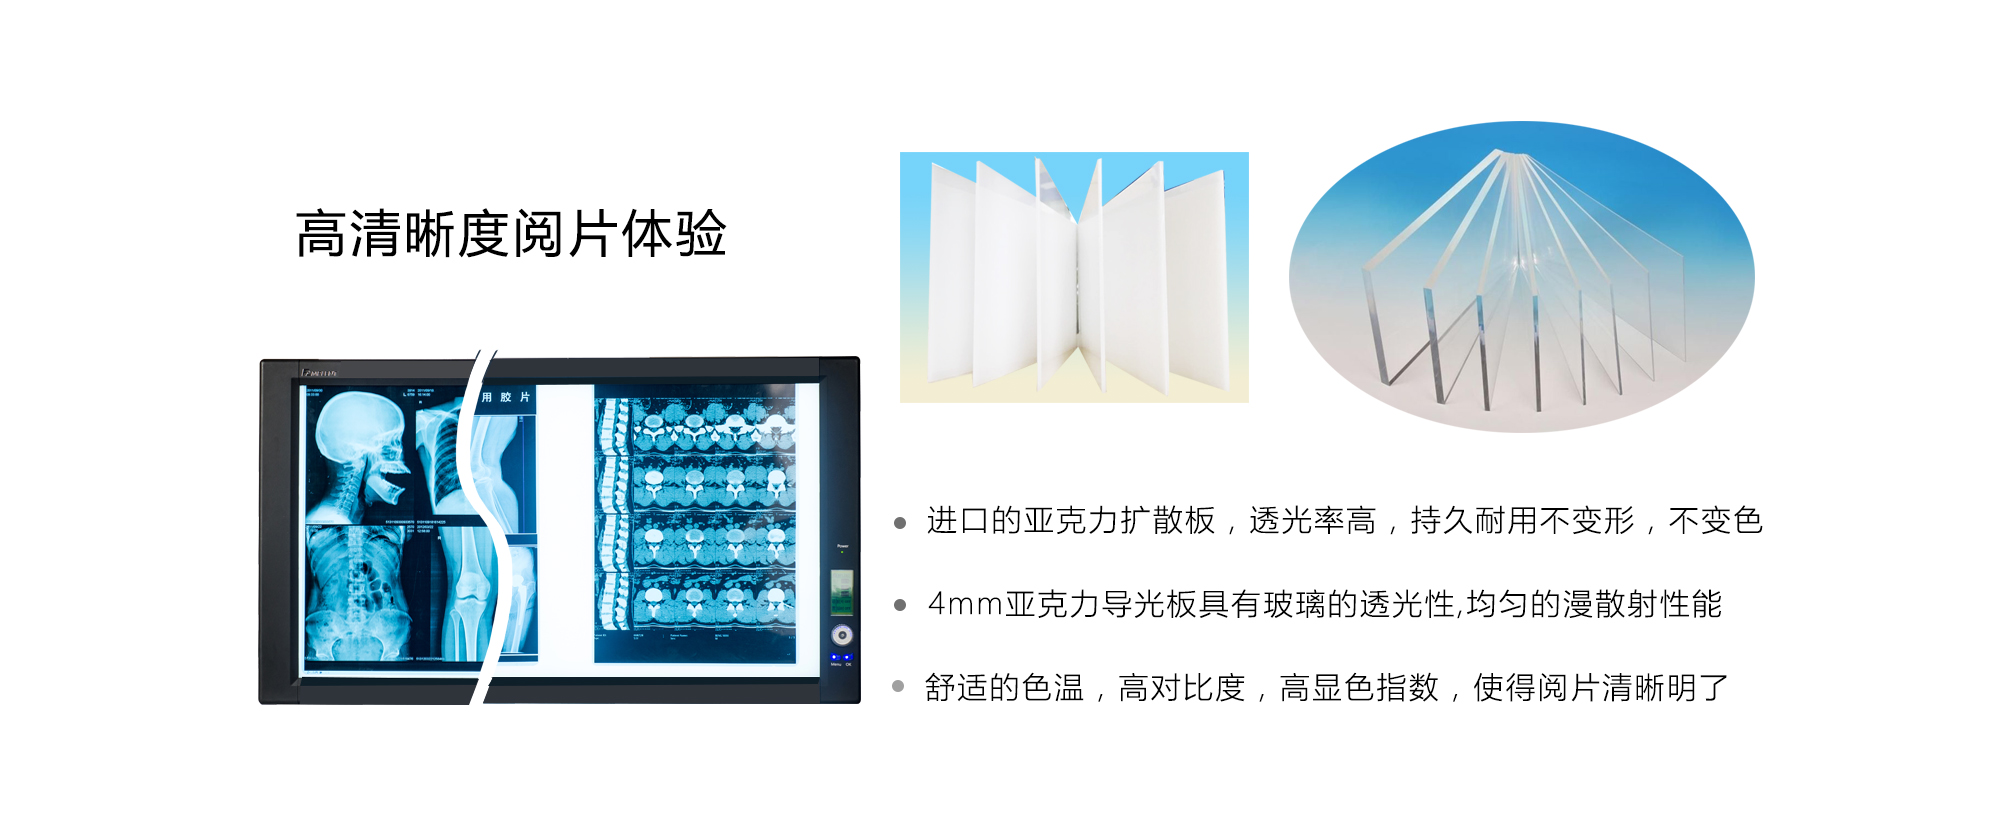 高清晰度阅片体验
用胶片
Power
Menu OK
进口的亚克力扩散板，透光率高，持久耐用不变形，不变色
4mm亚克力导光板具有玻璃的透光性,均匀的漫散射性能
舒适的色温，高对比度，高显色指数，使得阅片清晰明了